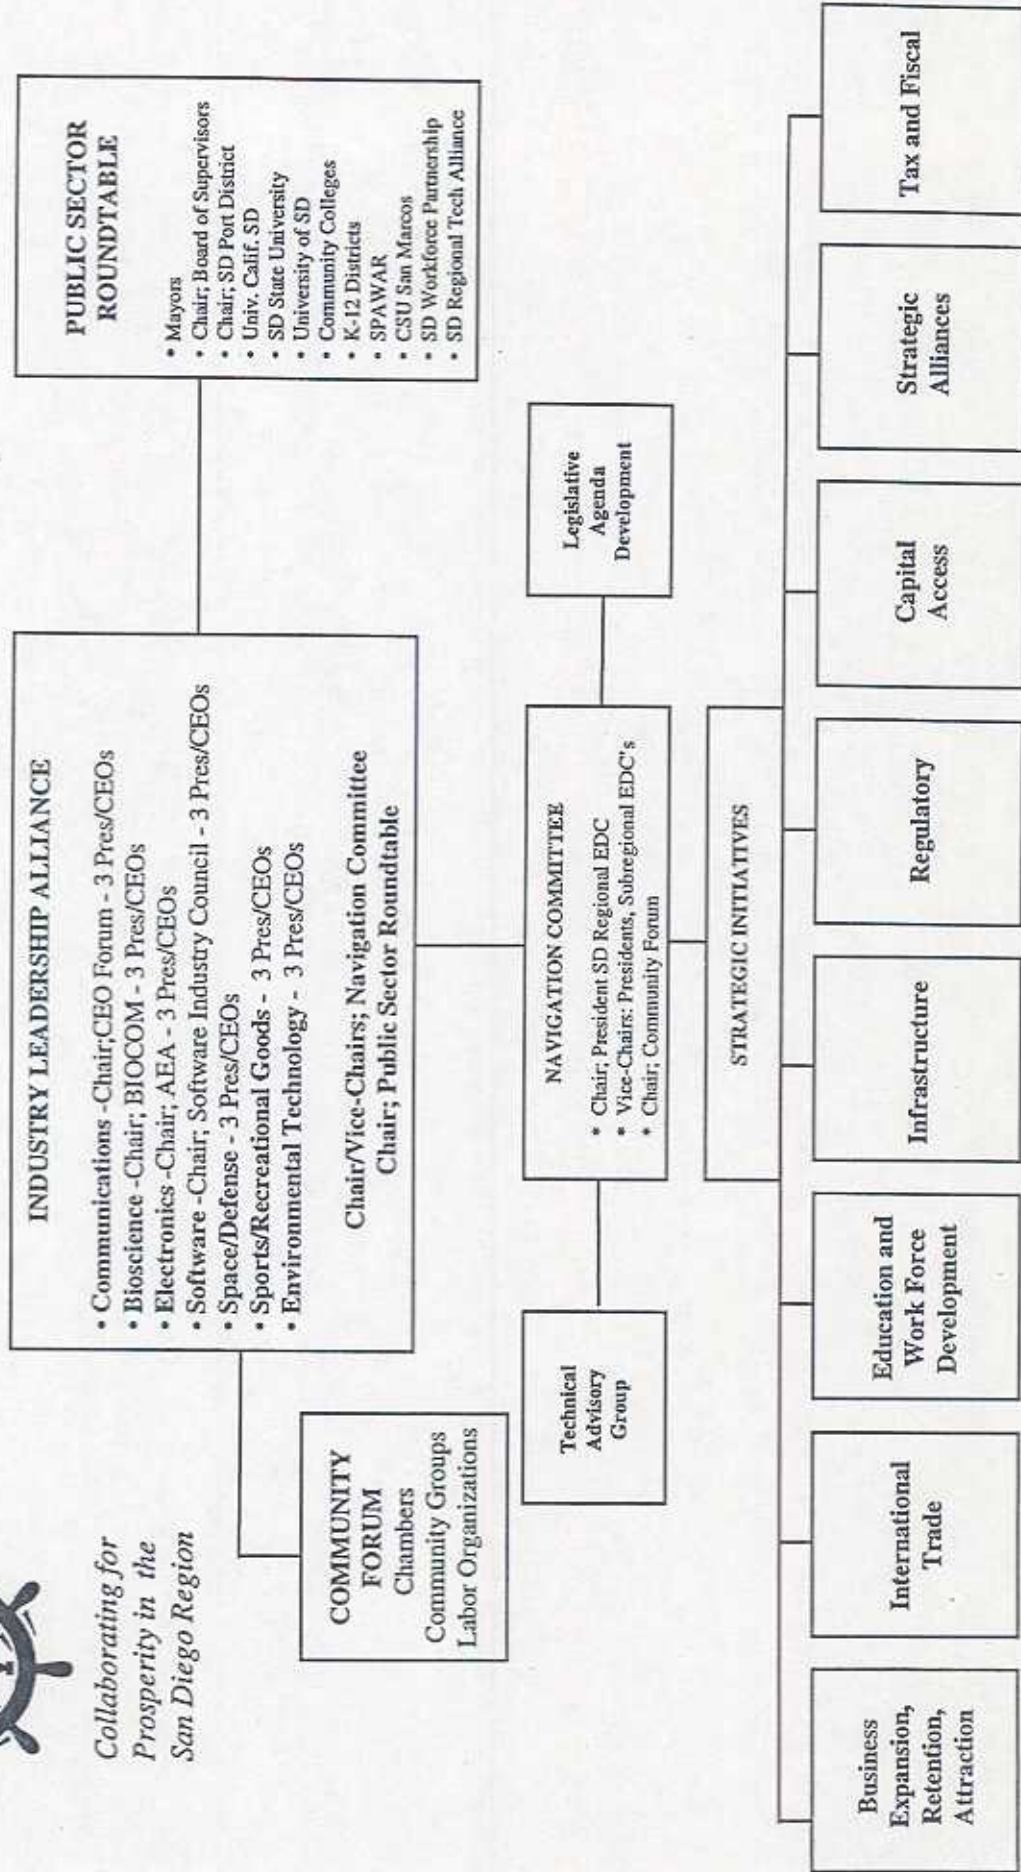 Collaborating for
Prosperity in the
San Diego Region
INDUSTRY LEADERSHIP ALLIANCE
• Communications -Chair;CEO Forum - 3 Pres/CEOs
• Bioscience -Chair; BIOCOM - 3 Pres/CEOs
• Electronics -Chair; AEA - 3 Pres/CEOs
• Software -Chair; Software Industry Council - 3 Pres/CEOs
• Space/Defense - 3 Pres/CEOs
• Sports/Recreational Goods - 3 Pres/CEOs
• Environmental Technology - 3 Pres/CEOs
Chair/Vice-Chairs; Navigation Committee
Chair; Public Sector Roundtable
PUBLIC SECTOR
ROUNDTABLE
• Mayors
• Chair; Board of Supervisors
• Chair; SD Port District
• Univ. Calif. SD
• SD State University
• University of SD
• Community Colleges
• K-12 Districts
• SPAWAR
• CSU San Marcos
• SD Workforce Partnership
• SD Regional Tech Alliance
COMMUNITY
FORUM
Chambers
Community Groups
Labor Organizations
Technical
Advisory
Group
NAVIGATION COMMITTEE
• Chair; President SD Regional EDC
• Vice-Chairs: Presidents, Subregional EDC's
• Chair; Community Forum
Legislative
Agenda
Development
STRATEGIC INITIATIVES
Business
Expansion,
Retention,
Attraction
International
Trade
Education and
Work Force
Development
Infrastructure
Regulatory
Capital
Access
Strategic
Alliances
Tax and Fiscal